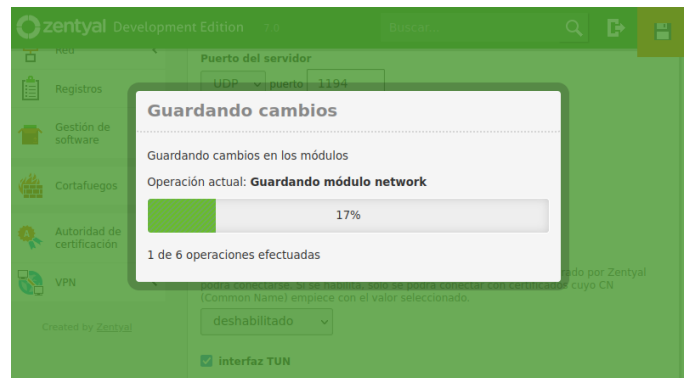 zentyal Development Edition 7.0 Buscar...
Red
Puerto del servidor
UDP puerto 1194
Registros
Guardando cambios
Guardando cambios en los módulos
Gestión de
software
Operación actual: Guardando módulo network
Cortafuegos
17%
Autoridad de
certificación
1 de 6 operaciones efectuadas
rado por Zentyal
VPN
podrá conectarse. Si se habilita, sólo se podrá conectar con certificados cuyo CN
(Common Name) empiece con el valor seleccionado.
deshabilitado
Created by Zentyal
interfaz TUN